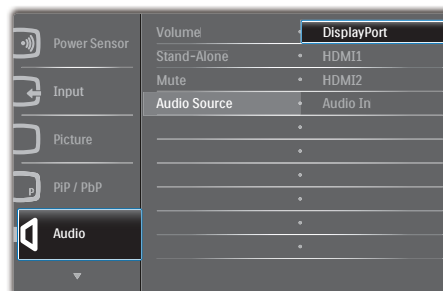 Power Sensor
Input
Picture
P
PiP / PbP
Audio
Volume
Stand-Alone
Mute
Audio Source
DisplayPort
HDMI1
HDMI2
Audio In